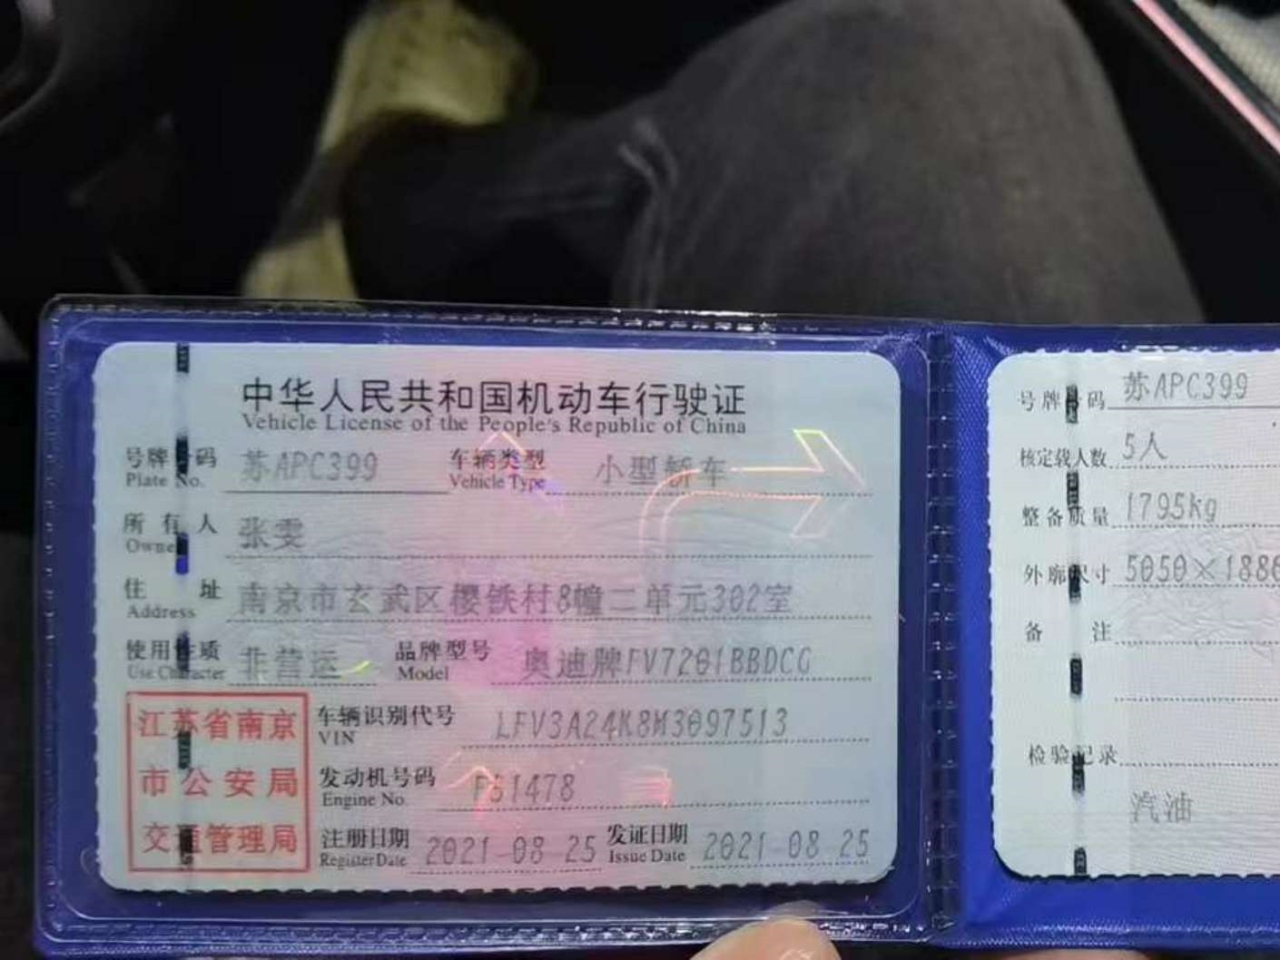 中华人民共和国机动车行驶证
Vehicle License of the People's Republic of China
号牌号码 苏APC399 车辆类型 小型轿车
Plate No. Vehicle Type
所有人 张雯
Owner
住址 南京市玄武区樱铁村8幢二单元302室
Address
使用性质 非营运 品牌型号 奥迪牌FV7201BBDCG
Use Character Model
江苏省南京
市公安局
交通管理局
车辆识别代号 LFV3A24K8M3097513
VIN
发动机号码 F61478
Engine No.
注册日期 2021-08-25 发证日期 2021-08-25
Register Date Issue Date
号牌号码 苏APC399
核定载人数 5人
整备质量 1795kg
外廓尺寸 5050×1886
备注
检验记录
汽油